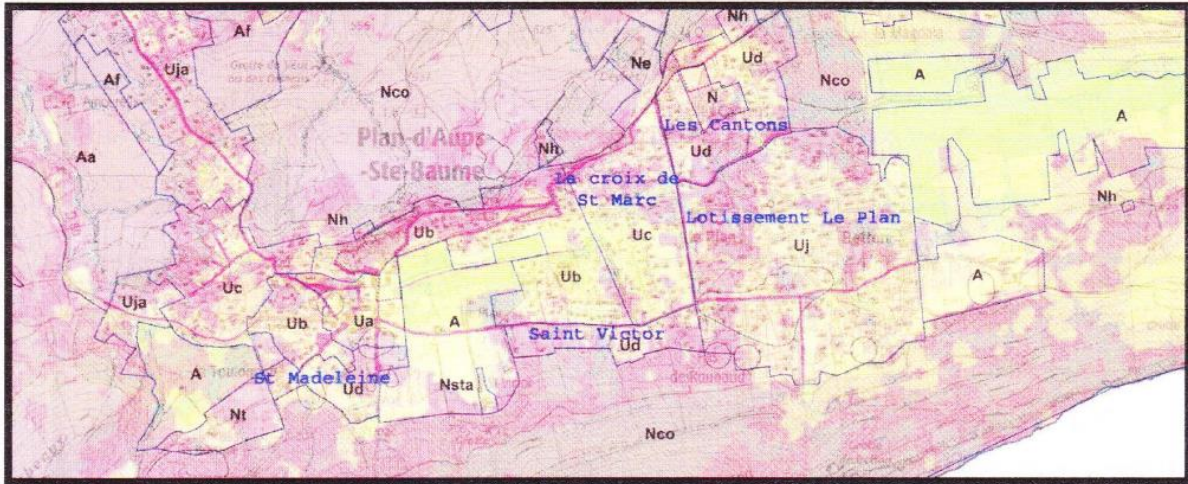 Nh
Af
Uja
Ud
Af
Ne
Nco
A
Nco
N
A
Plan-d'Aups
-Ste-Baume
Les Cantons
Nh
Aa
Ud
La croix de
St Marc
Nh
Nh
Lotissement Le Plan
Ub
Uc
Uj
Ub
A
Uc
Uja
Ub
Ua
A
Saint Victor
Ud
A
St Madeleine
Ud
Nsta
Nt
Nco